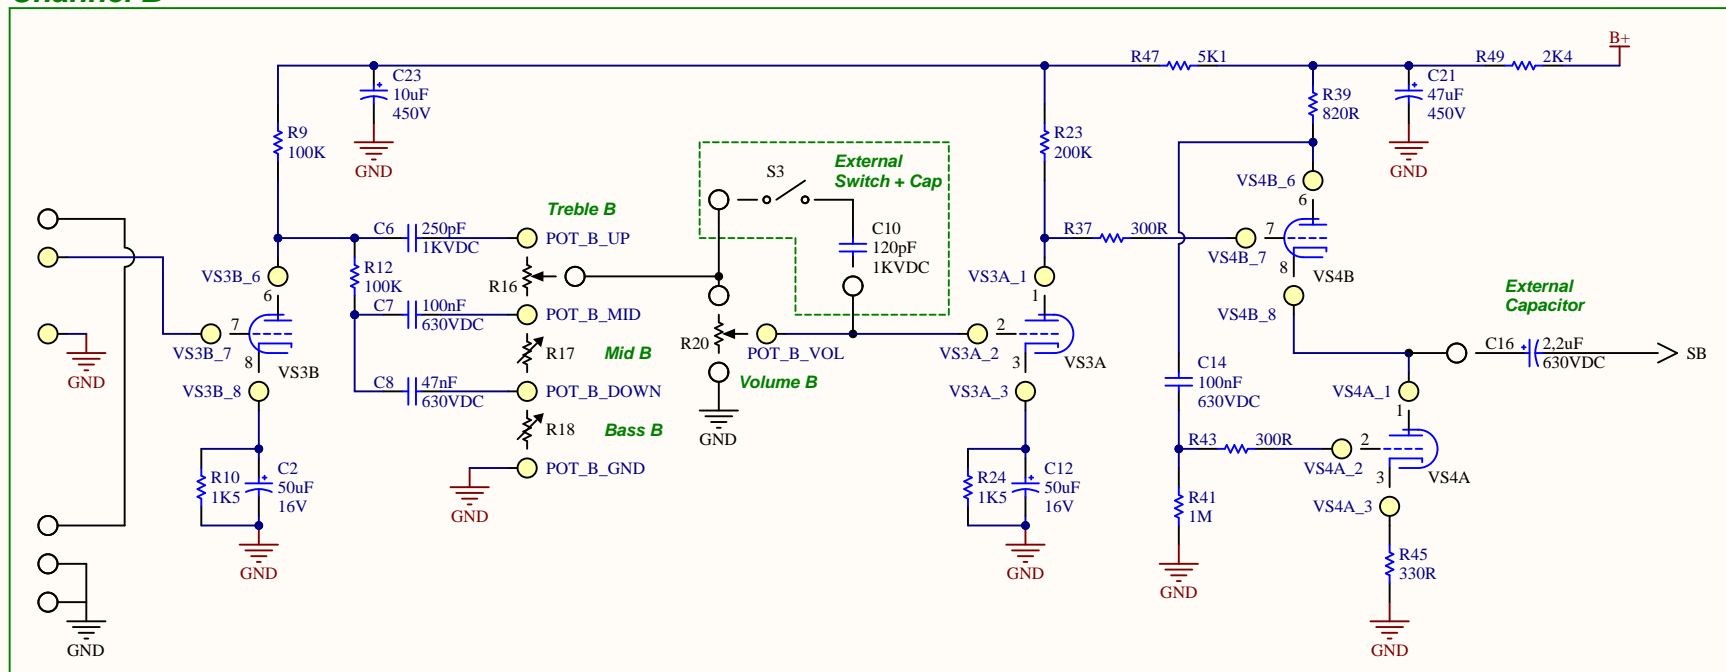 Channel B
B+
R47
5K1
R49
2K4
C23
10uF
450V
GND
R9
100K
R39
820R
C21
47uF
450V
GND
R23
200K
S3
External
Switch + Cap
C10
120pF
1KVDC
Treble B
C6
250pF
1KVDC
POT_B_UP
R12
100K
R16
C7
100nF
630VDC
POT_B_MID
R17
Mid B
C8
47nF
630VDC
POT_B_DOWN
R18
Bass B
POT_B_GND
GND
VS3B_6
6
7
VS3B_7
8
VS3B
VS3B_8
GND
R10
1K5
C2
50uF
16V
GND
GND
R20
POT_B_VOL
Volume B
GND
R37
300R
VS3A_1
1
2
VS3A_2
3
VS3A
VS3A_3
R24
1K5
C12
50uF
16V
GND
VS4B_6
6
7
VS4B_7
8
VS4B
VS4B_8
External
Capacitor
C16
2,2uF
630VDC
SB
C14
100nF
630VDC
R43
300R
R41
1M
GND
VS4A_1
1
2
VS4A_2
3
VS4A
VS4A_3
R45
330R
GND